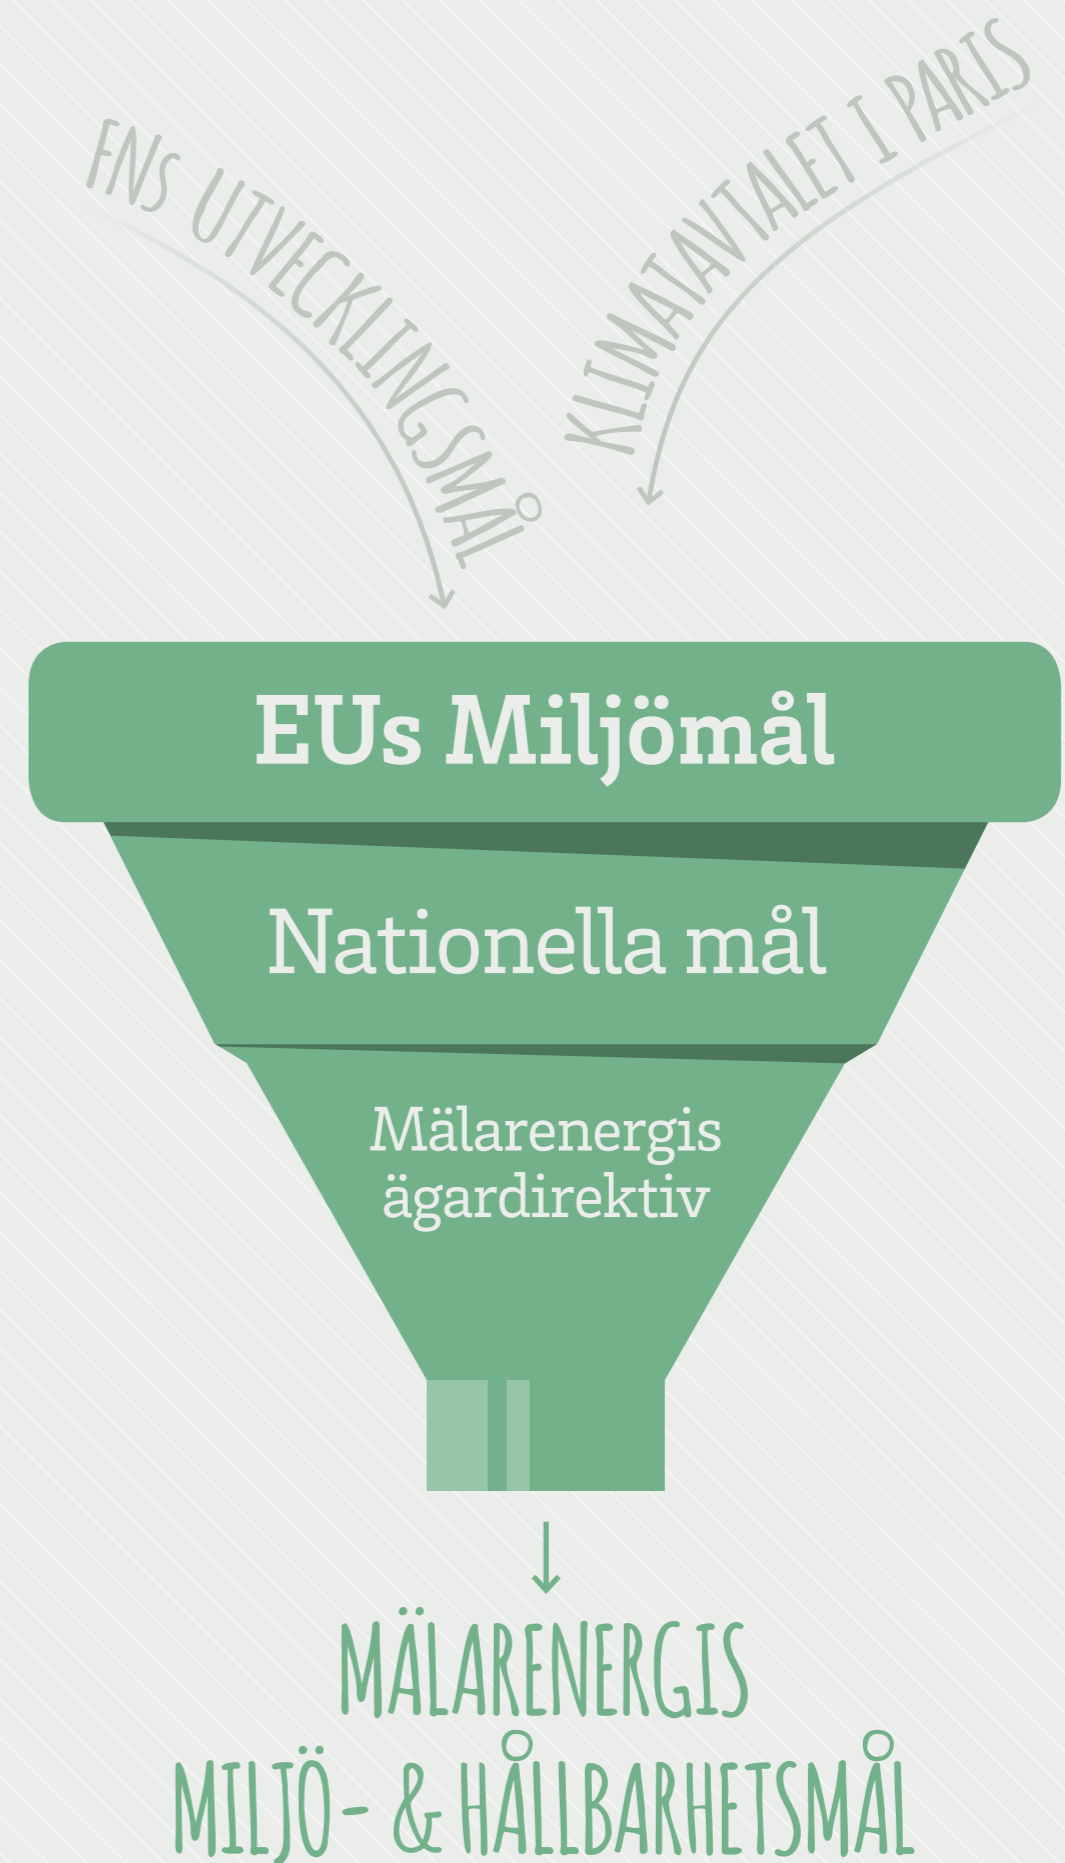 FNS UTVECKLINGSMÅL
KLIMATAVTALET I PARIS
EUs Miljömål
Nationella mål
Mälarenergis
ägardirektiv
MÄLARENERGIS
MILJÖ- & HÅLLBARHETSMÅL